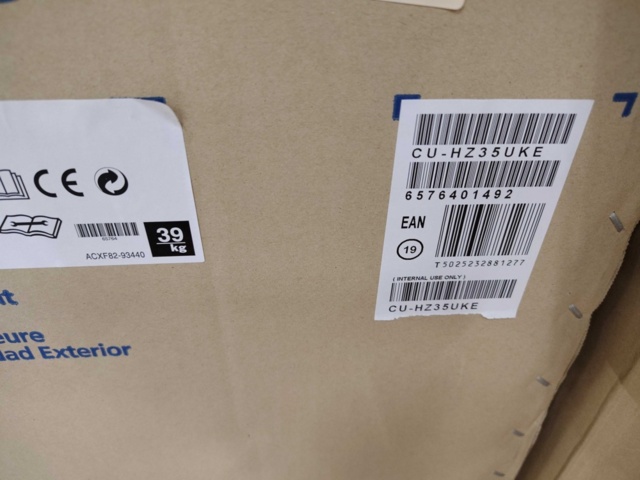 CE
65764
39
kg
ACXF82-93440
eure
dad Exterior
CU-HZ35UKE
6576401492
EAN
19
T5025232881277
( INTERNAL USE ONLY )
CU-HZ35UKE